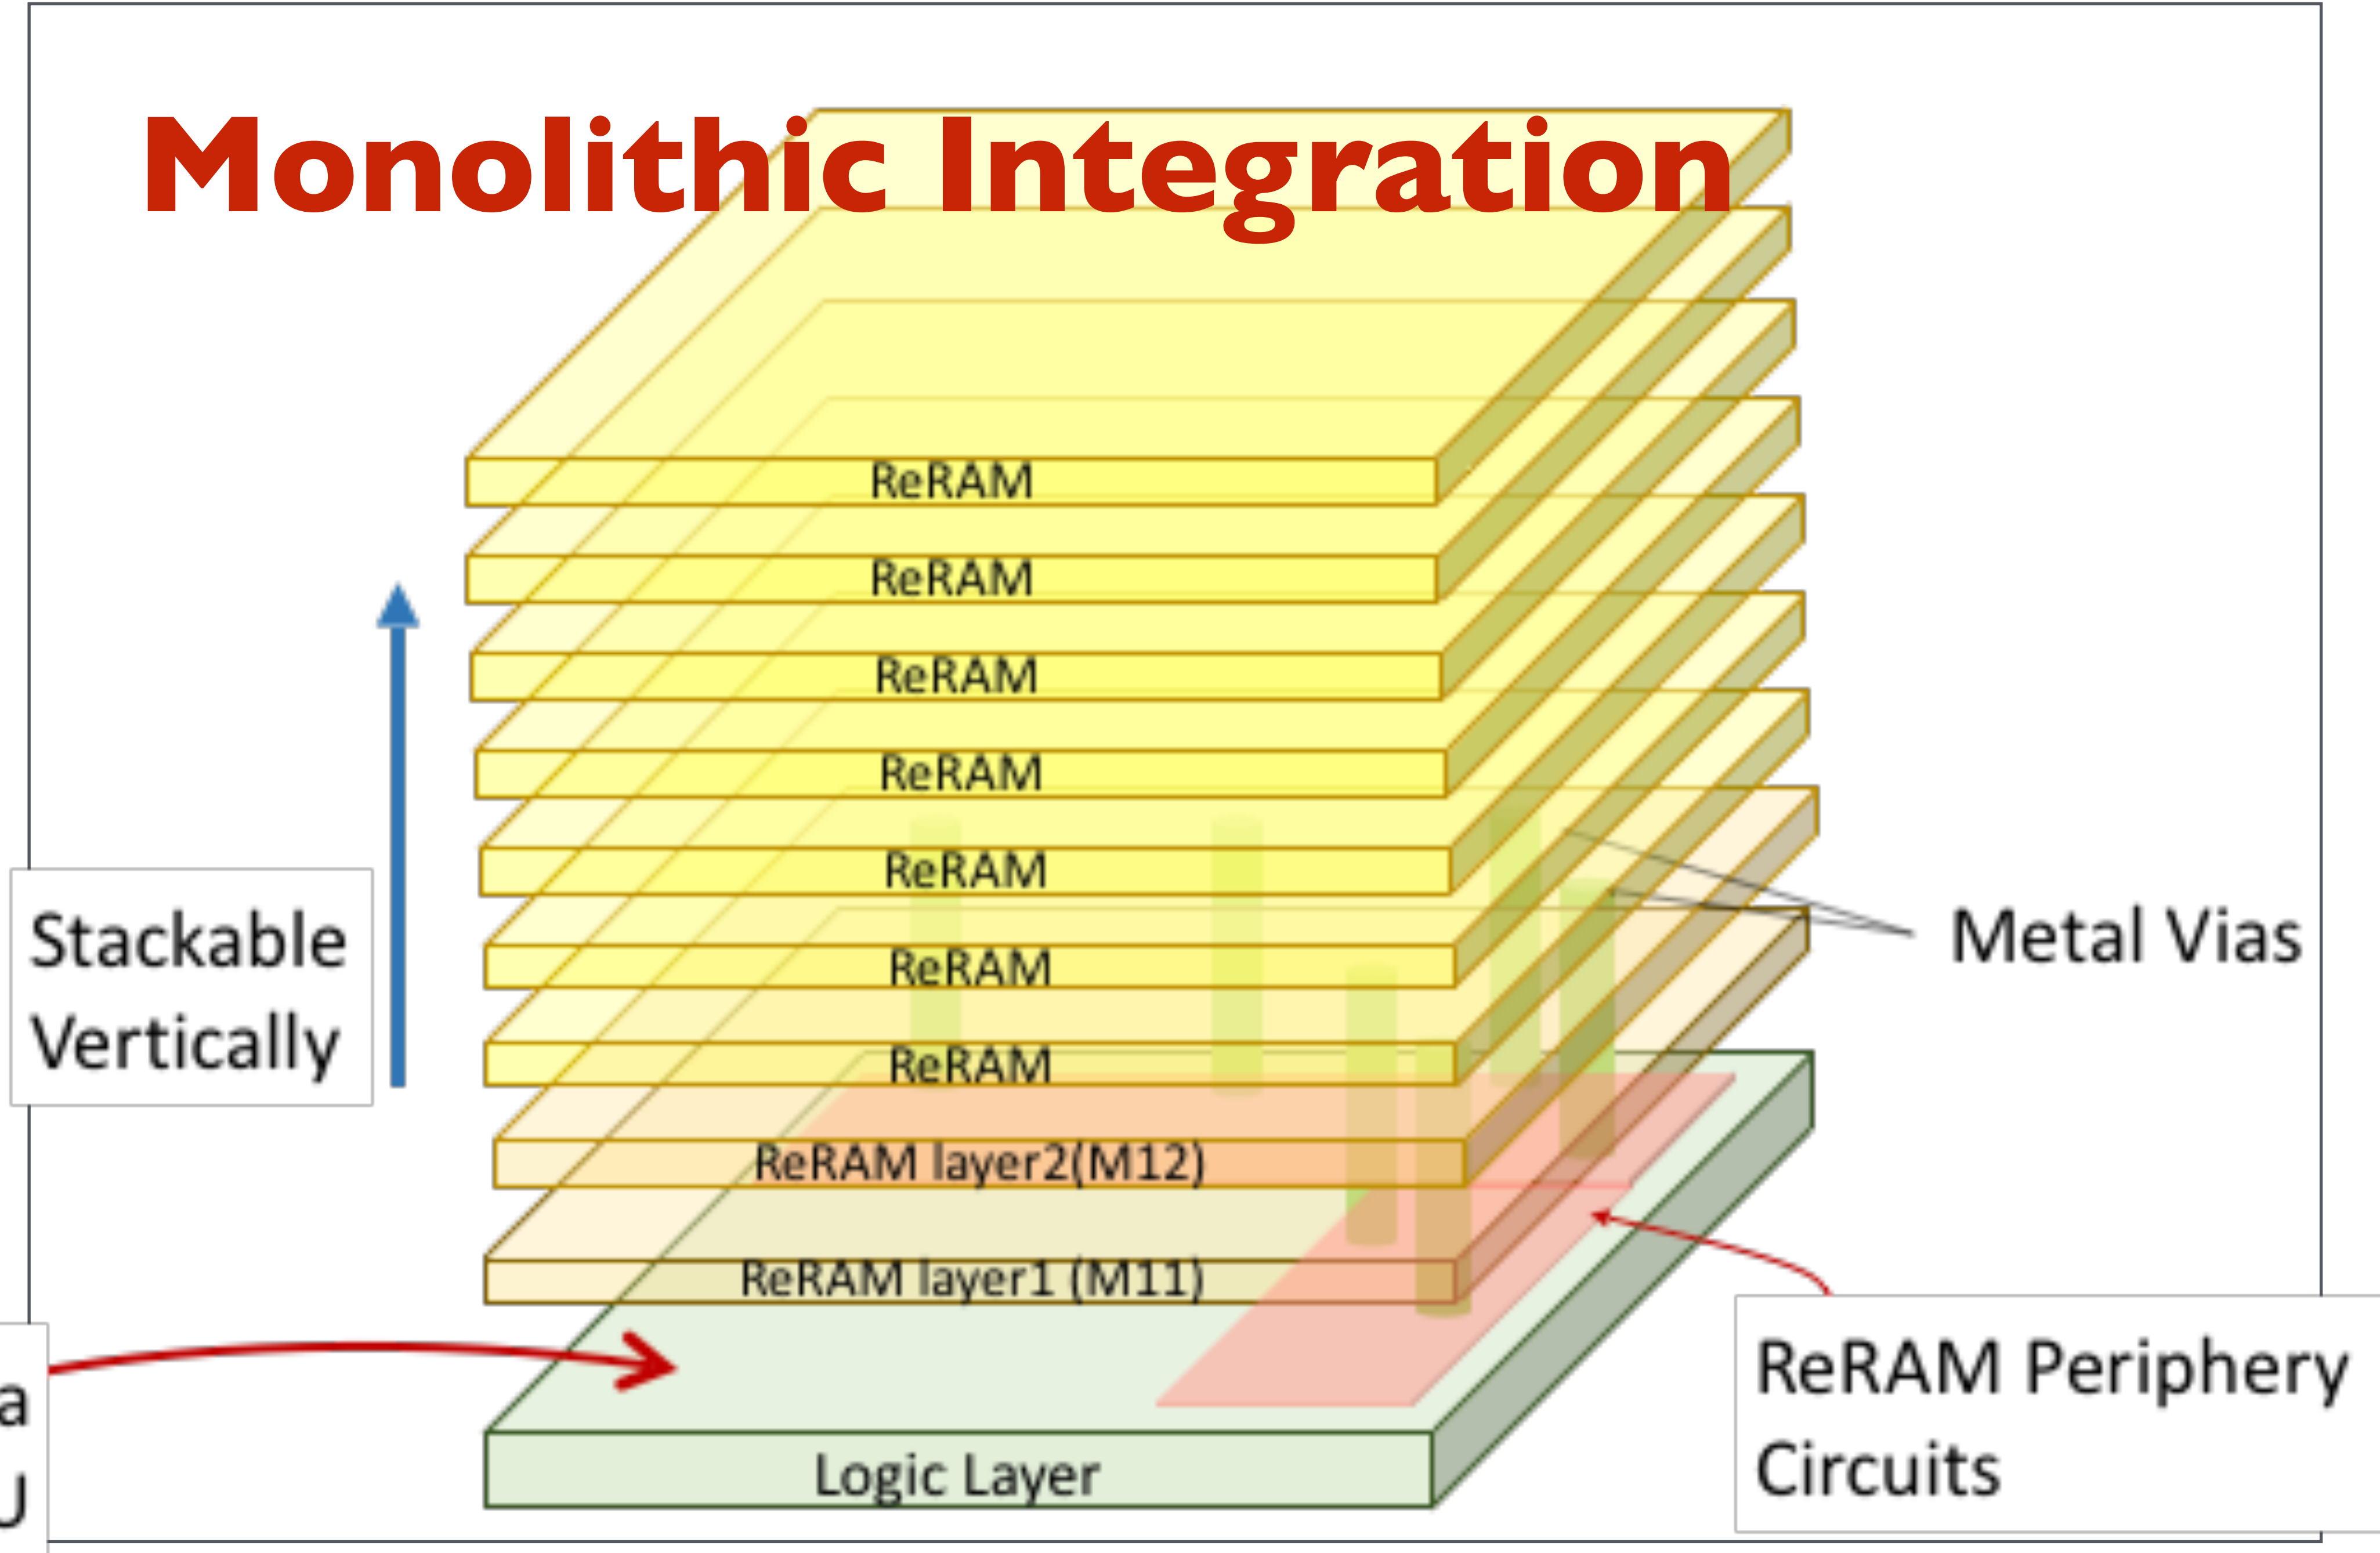 Monolithic Integration
ReRAM
ReRAM
ReRAM
ReRAM
ReRAM
ReRAM
ReRAM
ReRAM layer2(M12)
ReRAM layer1 (M11)
Logic Layer
Stackable
Vertically
Metal Vias
ReRAM Periphery
Circuits
a
U